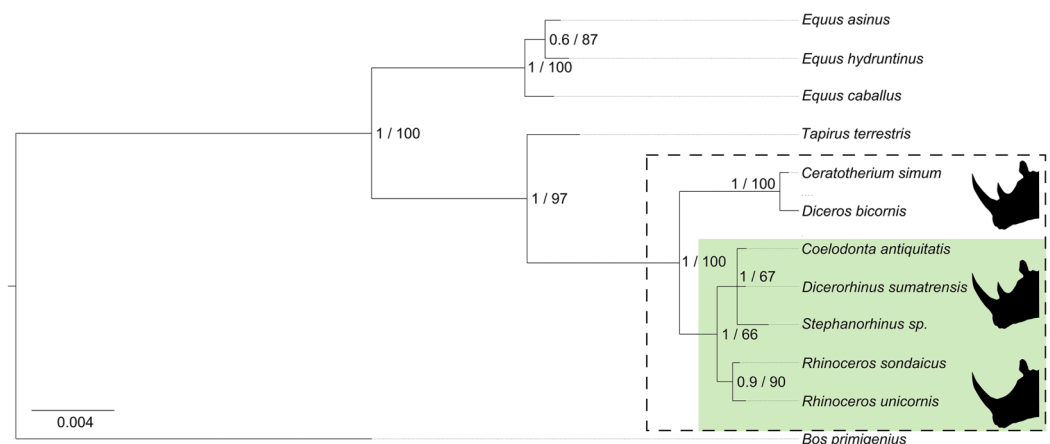 Equus asinus
0.6 / 87
Equus hydruntinus
1 / 100
Equus caballus
1 / 100
Tapirus terrestris
Ceratotherium simum
1 / 100
1 / 97
Diceros bicornis
Coelodonta antiquitatis
1 / 100
1 / 67
Dicerorhinus sumatrensis
Stephanorhinus sp.
1 / 66
Rhinoceros sondaicus
0.9 / 90
Rhinoceros unicornis
0.004
Bos primigenius